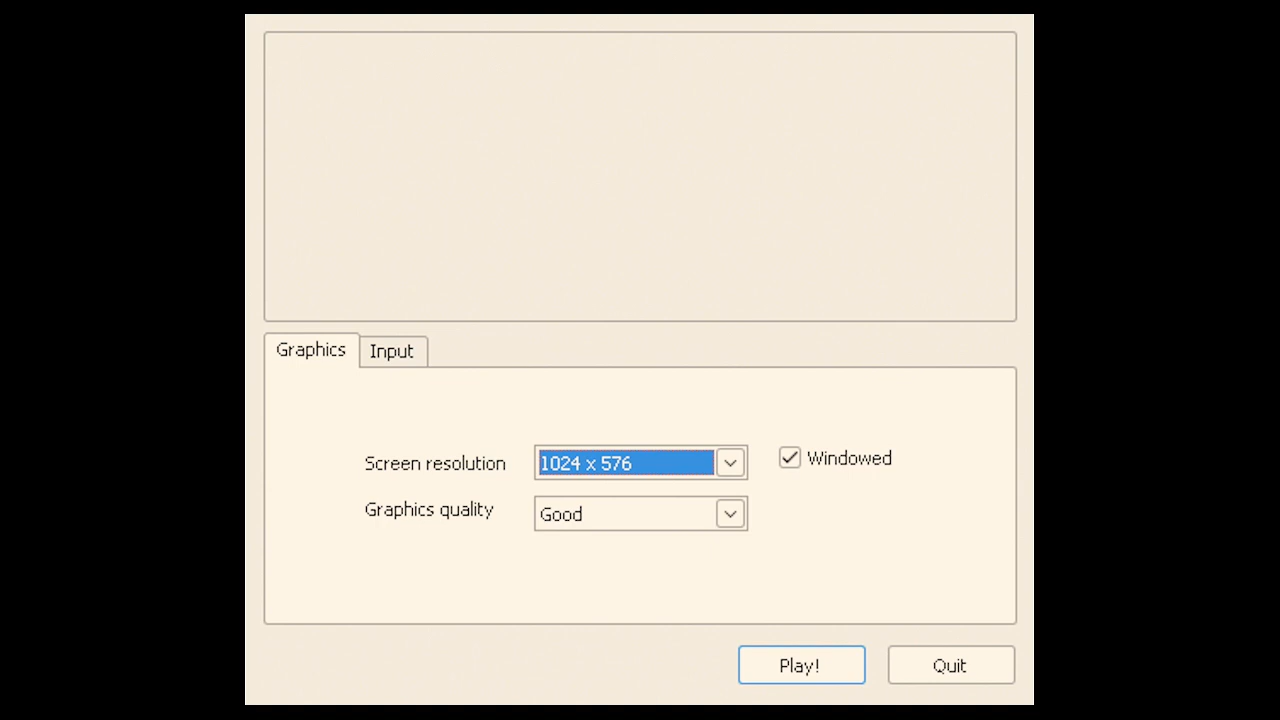 Graphics Input
Screen resolution 1024 x 576 Windowed
Graphics quality Good
Play! Quit